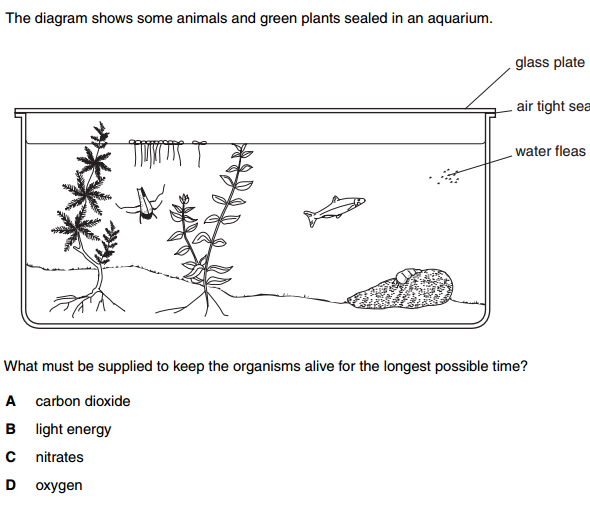 The diagram shows some animals and green plants sealed in an aquarium.
glass plate
air tight sea
water fleas
What must be supplied to keep the organisms alive for the longest possible time?
A carbon dioxide
B light energy
C nitrates
D oxygen